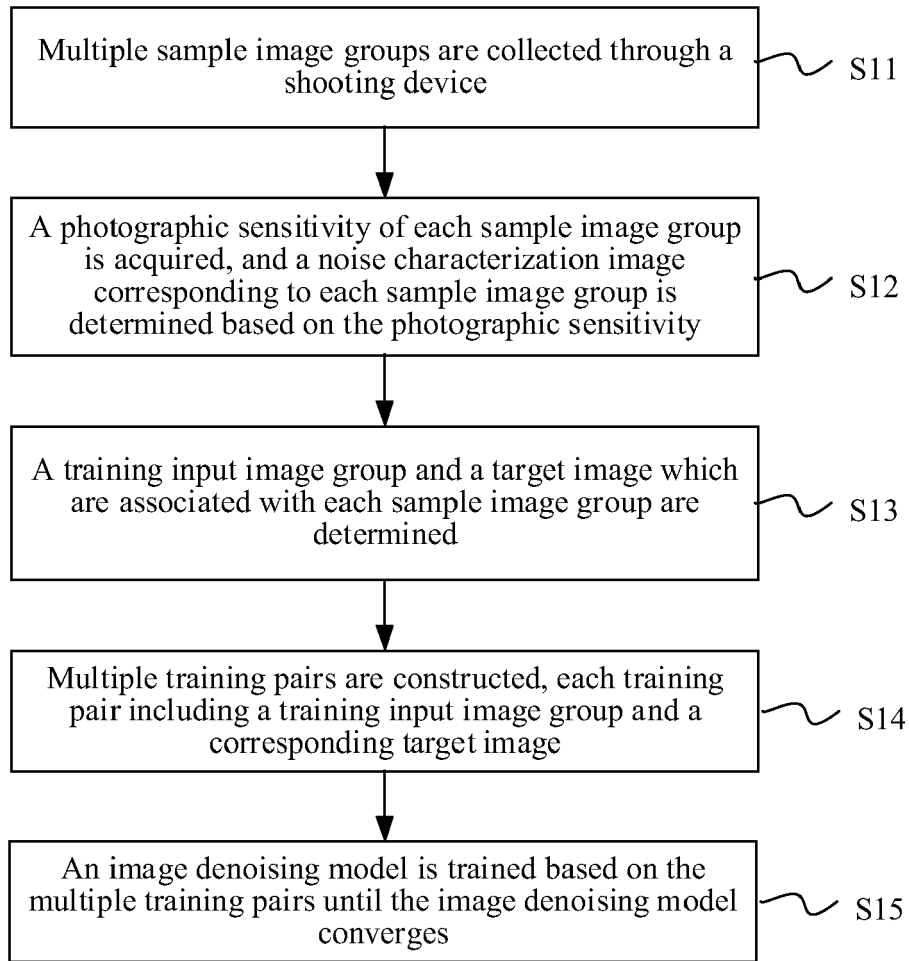 Multiple sample image groups are collected through a
shooting device
S11
A photographic sensitivity of each sample image group
is acquired, and a noise characterization image
corresponding to each sample image group is
determined based on the photographic sensitivity
S12
A training input image group and a target image which
are associated with each sample image group are
determined
S13
Multiple training pairs are constructed, each training
pair including a training input image group and a
corresponding target image
S14
An image denoising model is trained based on the
multiple training pairs until the image denoising model
converges
S15